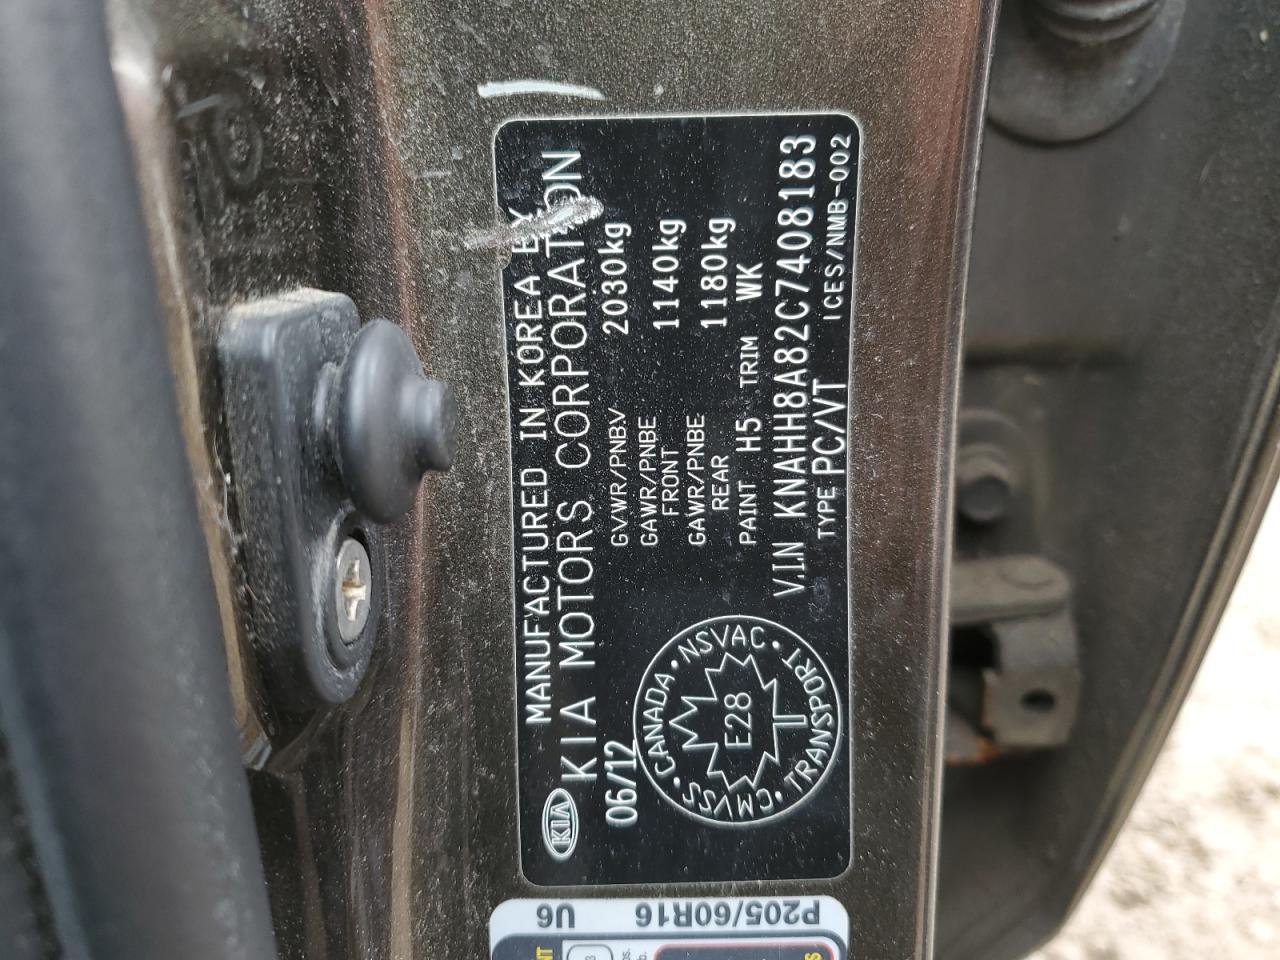 KIA
MANUFACTURED IN KOREA BY
KIA MOTORS CORPORATION
06/12
GVWR/PNBV 2030kg
GAWR/PNBE FRONT 1140kg
GAWR/PNBE REAR 1180kg
PAINT H5 TRIM WK
V.I.N KNAHH8A82C7408183
TYPE PC/VT ICES/NMB-002
CANADA · NSVAC · TRANSPORT · CMVSS
E28
U6 P205/60R16